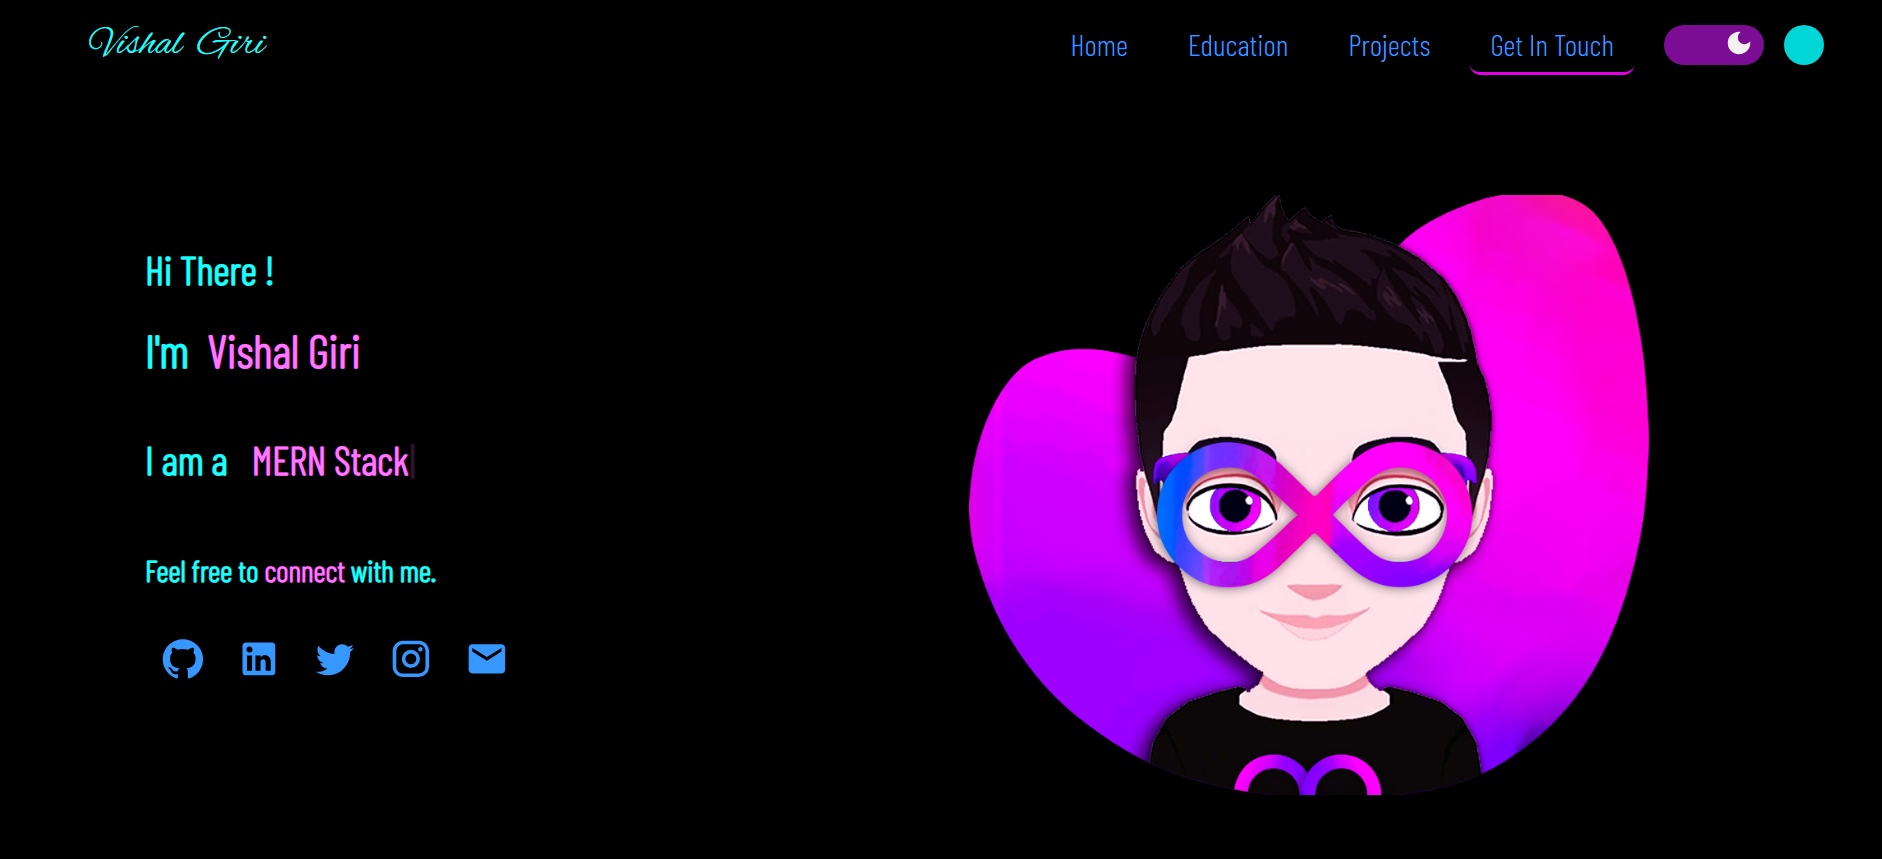 Vishal Giri
Home Education Projects Get In Touch
Hi There !
I'm Vishal Giri
I am a MERN Stack
Feel free to connect with me.
in